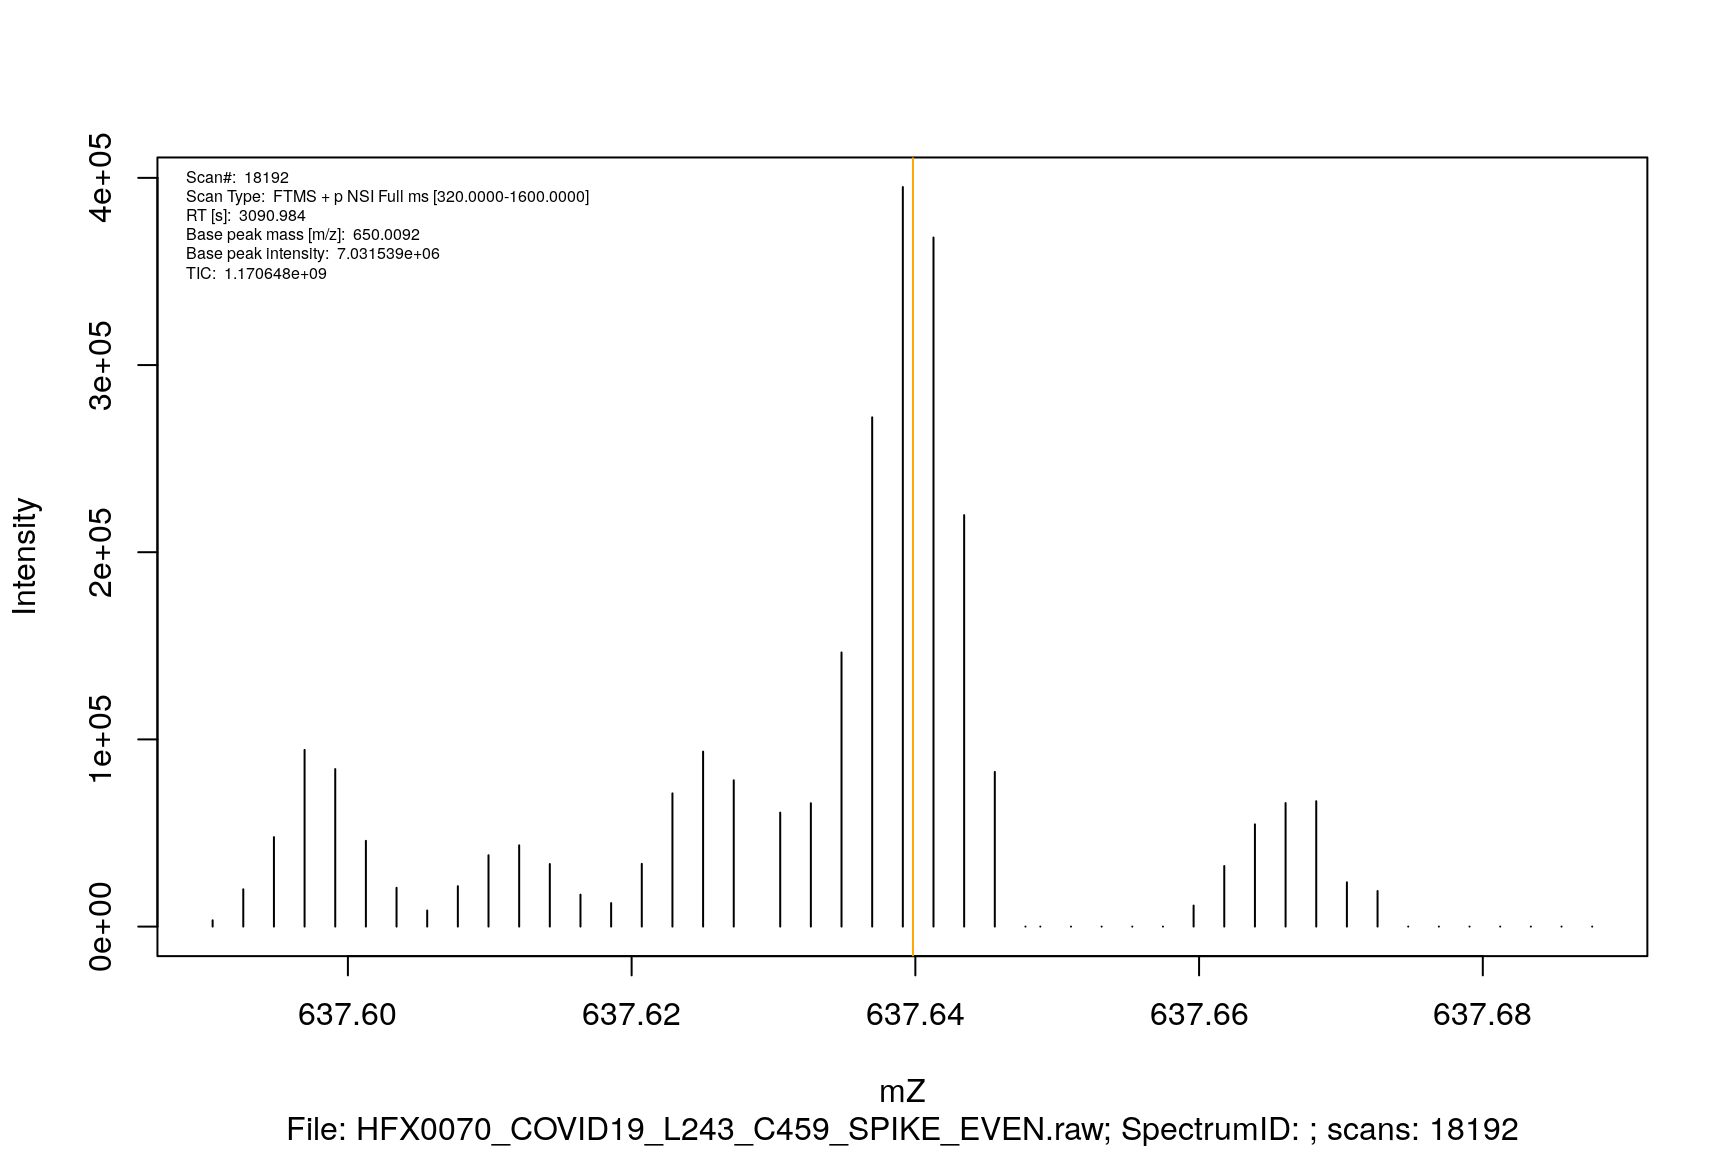 Scan#: 18192
Scan Type: FTMS + p NSI Full ms [320.0000-1600.0000]
RT [s]: 3090.984
Base peak mass [m/z]: 650.0092
Base peak intensity: 7.031539e+06
TIC: 1.170648e+09
4e+05
3e+05
2e+05
1e+05
0e+00
Intensity
637.60 637.62 637.64 637.66 637.68
mZ
File: HFX0070_COVID19_L243_C459_SPIKE_EVEN.raw; SpectrumID: ; scans: 18192